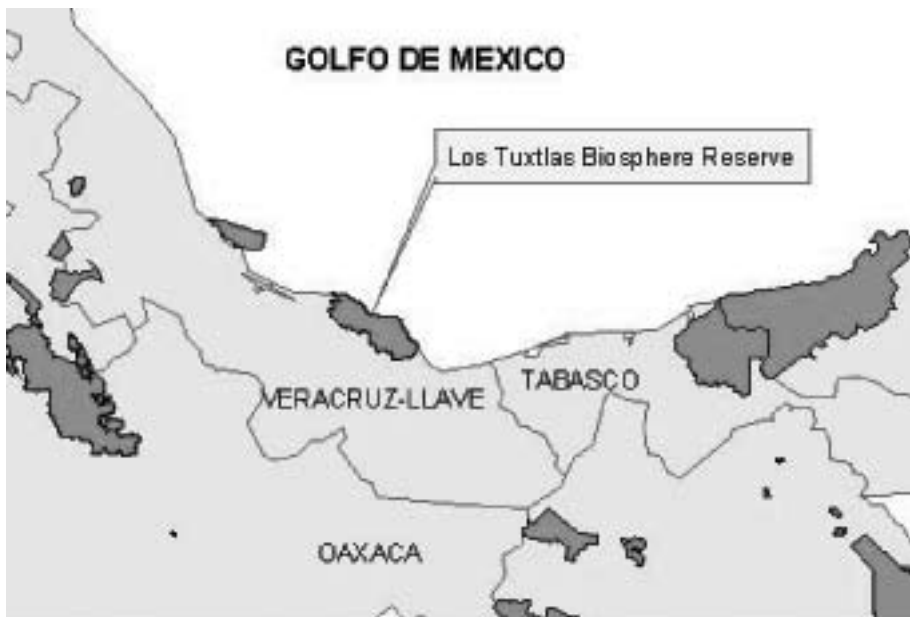 GOLFO DE MEXICO
Los Tuxtlas Biosphere Reserve
TABASCO
VERACRUZ-LLAVE
OAXACA